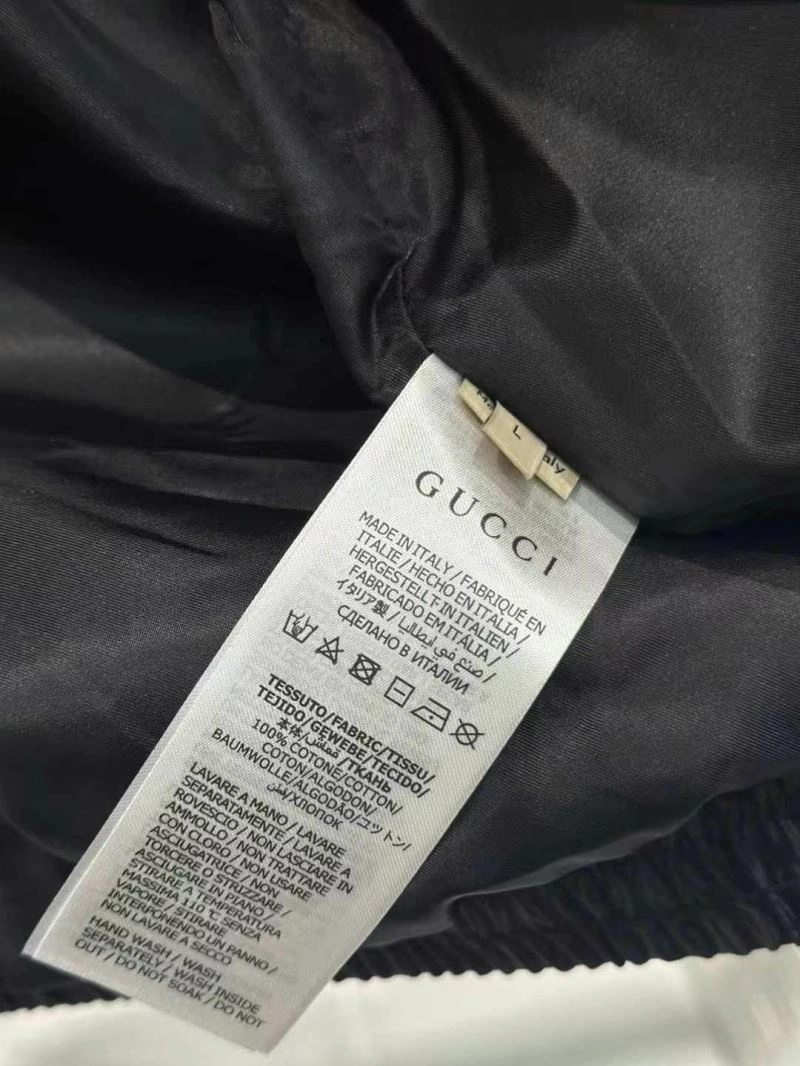 L
aly
GUCCI
MADE IN ITALY / FABRIQUÉ EN
ITALIE / HECHO EN ITALIA /
HERGESTELLT IN ITALIEN /
FABRICADO EM ITÁLIA /
イタリア製 / صنع في ايطاليا /
СДЕЛАНО В ИТАЛИИ
TESSUTO/FABRIC/TISSU/
TEJIDO/GEWEBE/TECIDO/
本体/قماش/ТКАНЬ
100% COTONE/COTTON/
COTON/ALGODON/
BAUMWOLLE/ALGODÃO/コットン/
قطن/ХЛОПОК
LAVARE A MANO / LAVARE
SEPARATAMENTE / LAVARE A
ROVESCIO / NON LASCIARE IN
AMMOLLO / NON TRATTARE
CON CLORO / NON USARE
ASCIUGATRICE / NON
TORCERE O STRIZZARE /
ASCIUGARE IN PIANO /
STIRARE A TEMPERATURA
MASSIMA 110 °C SENZA
VAPORE, STIRARE
INTERPONENDO UN PANNO /
NON LAVARE A SECCO
HAND WASH / WASH
SEPARATELY / WASH INSIDE
OUT / DO NOT SOAK / DO NOT